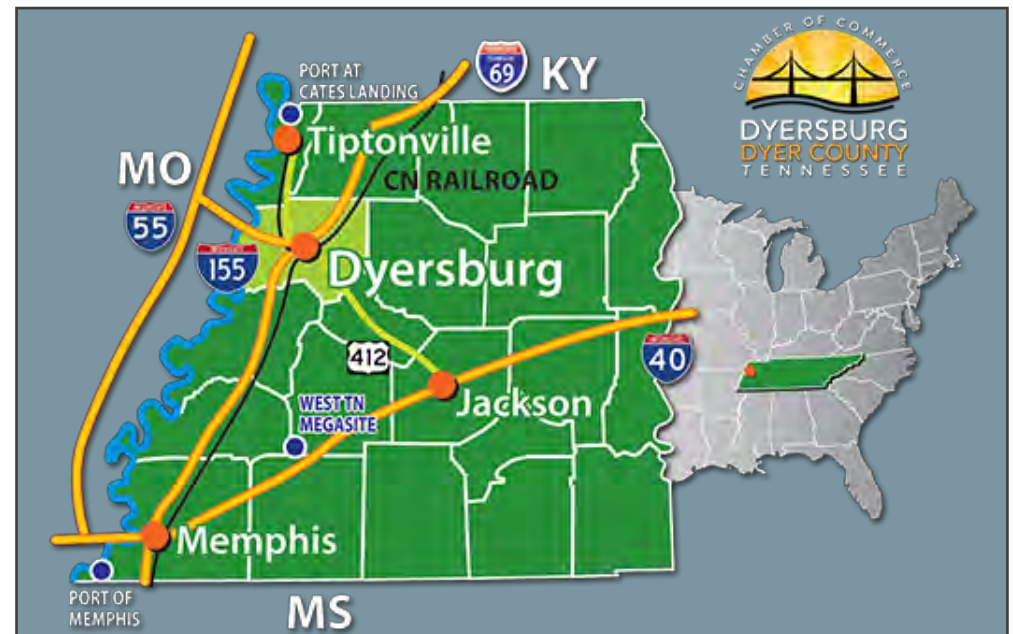 CHAMBER OF COMMERCE
DYERSBURG
DYER COUNTY
TENNESSEE
69
KY
PORT AT
CATES LANDING
Tiptonville
MO
CN RAILROAD
55
155
Dyersburg
412
40
WEST TN
MEGASITE
Jackson
Memphis
PORT OF
MEMPHIS
MS